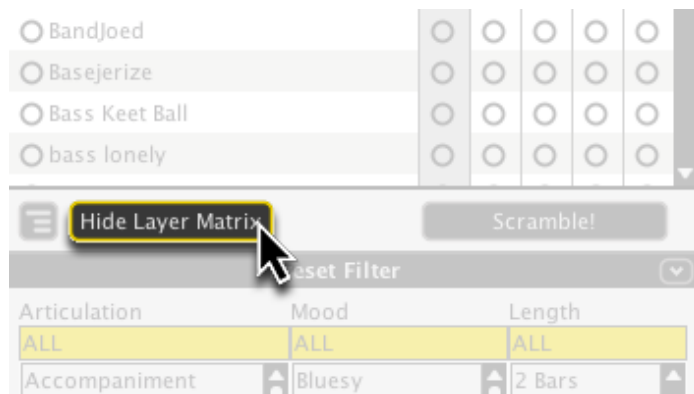 BandJoed
Basejerize
Bass Keet Ball
bass lonely
Hide Layer Matrix Scramble!
eset Filter
Articulation Mood Length
ALL ALL ALL
Accompaniment Bluesy 2 Bars